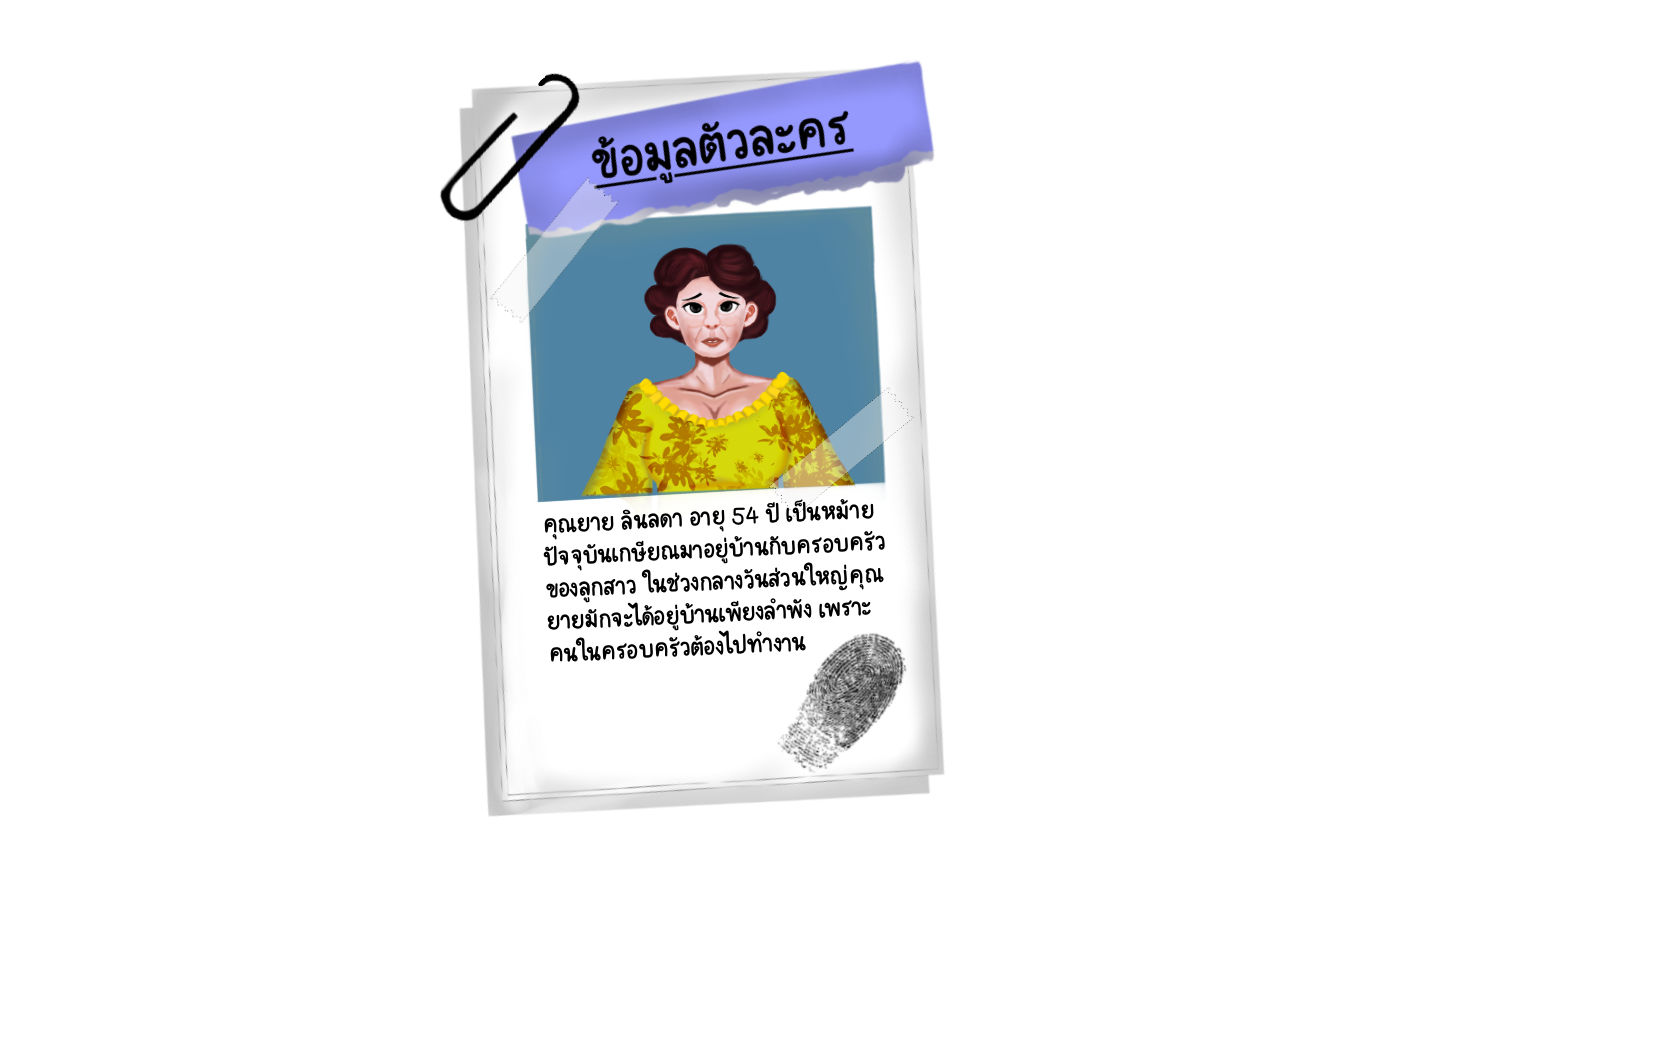 ข้อมูลตัวละคร
คุณยาย ลินลดา อายุ 54 ปี เป็นหม้าย
ปัจจุบันเกษียณมาอยู่บ้านกับครอบครัว
ของลูกสาว ในช่วงกลางวันส่วนใหญ่คุณ
ยายมักจะได้อยู่บ้านเพียงลำพัง เพราะ
คนในครอบครัวต้องไปทำงาน